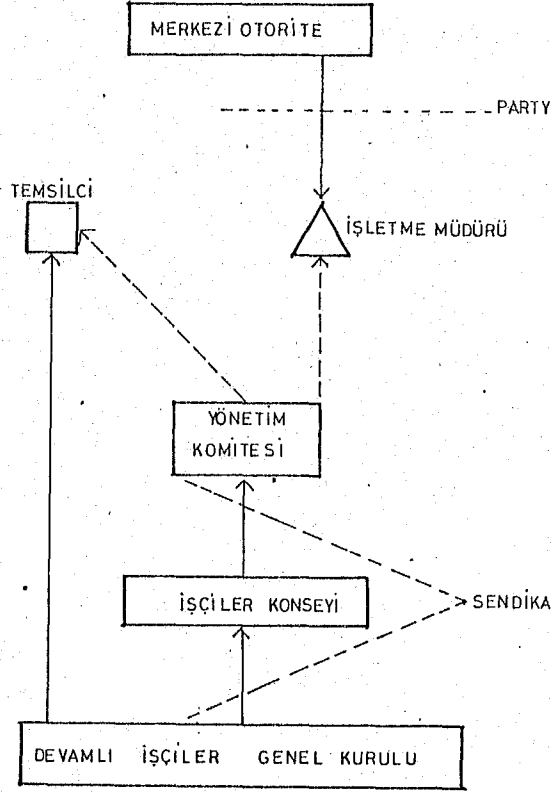 MERKEZİ OTORİTE
PARTY
TEMSİLCİ
İŞLETME MÜDÜRÜ
YÖNETİM
KOMİTESİ
İŞÇİLER KONSEYİ
SENDİKA
DEVAMLI İŞÇİLER GENEL KURULU